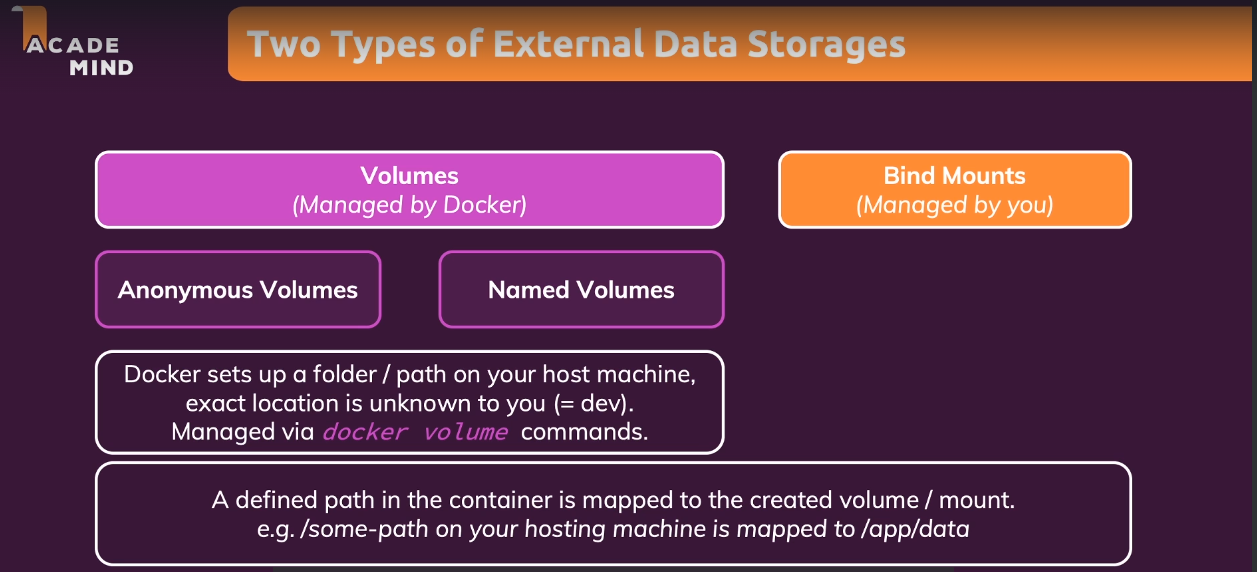 ACADE
MIND
Two Types of External Data Storages
Volumes
(Managed by Docker)
Bind Mounts
(Managed by you)
Anonymous Volumes
Named Volumes
Docker sets up a folder / path on your host machine,
exact location is unknown to you (= dev).
Managed via docker volume commands.
A defined path in the container is mapped to the created volume / mount.
e.g. /some-path on your hosting machine is mapped to /app/data